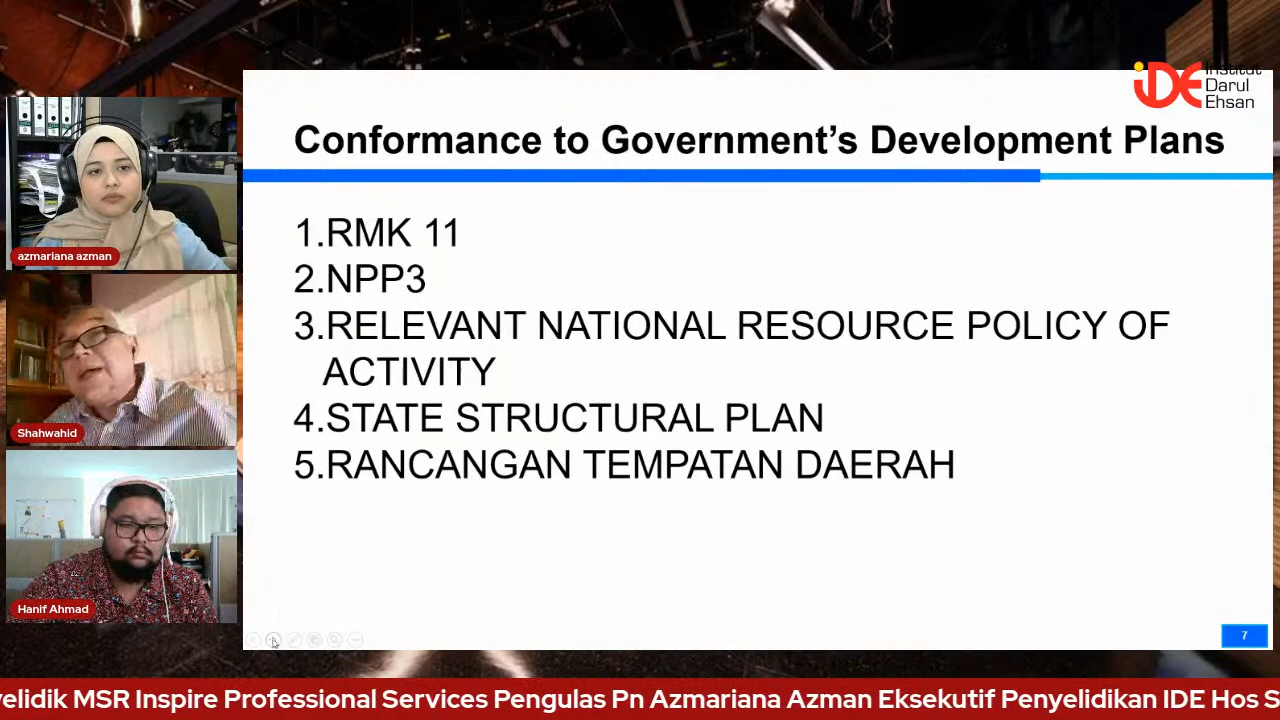 Institut
Darul
Ehsan
iDE
Conformance to Government’s Development Plans
1.RMK 11
2.NPP3
3.RELEVANT NATIONAL RESOURCE POLICY OF
ACTIVITY
4.STATE STRUCTURAL PLAN
5.RANCANGAN TEMPATAN DAERAH
7
azmariana azman
Shahwahid
Hanif Ahmad
yelidik MSR Inspire Professional Services Pengulas Pn Azmariana Azman Eksekutif Penyelidikan IDE Hos S